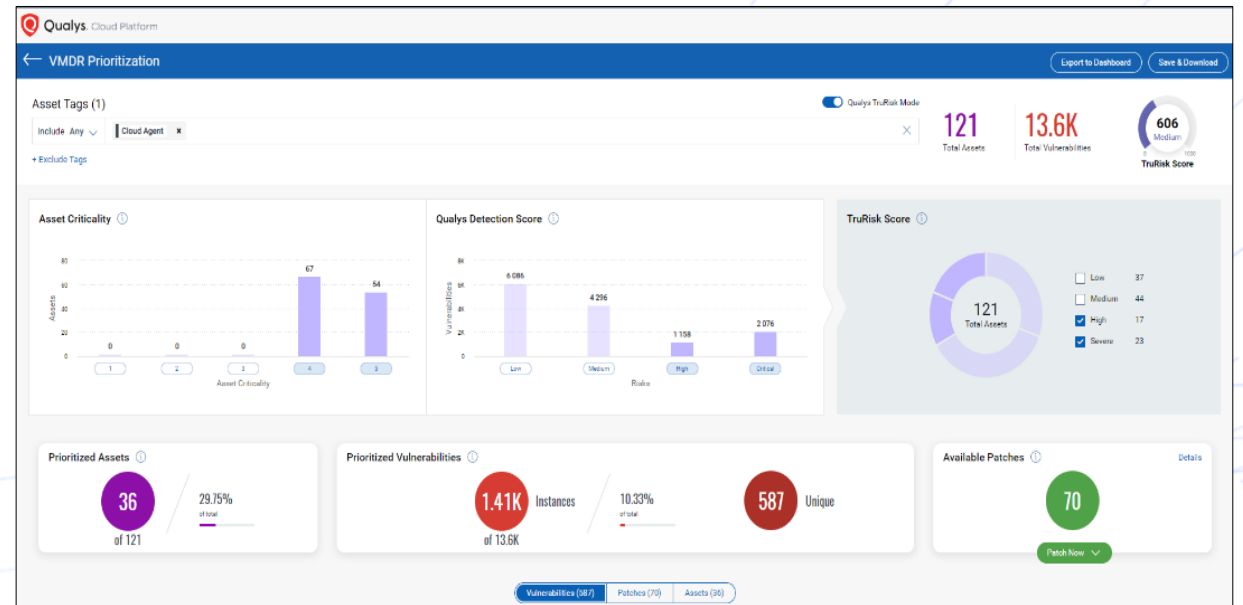 Qualys. Cloud Platform
← VMDR Prioritization
Export to Dashboard
Save & Download
Asset Tags (1)
Qualys TruRisk Mode
Include Any
Cloud Agent x
+ Exclude Tags
121
Total Assets
13.6K
Total Vulnerabilities
606
Medium
0 1000
TruRisk Score
Asset Criticality
Assets
80
60
40
20
0
0 0 0 67 54
1 2 3 4 5
Asset Criticality
Qualys Detection Score
Vulnerabilities
8K
6K
4K
2K
0
6 086
4 296
1 158
2 076
Low Medium High Critical
Risks
TruRisk Score
121
Total Assets
Low 37
Medium 44
High 17
Severe 23
Prioritized Assets
36
of 121
29.75%
of total
Prioritized Vulnerabilities
1.41K Instances
of 13.6K
10.33%
of total
587 Unique
Available Patches
Details
70
Patch Now
Vulnerabilities (587)
Patches (70)
Assets (36)